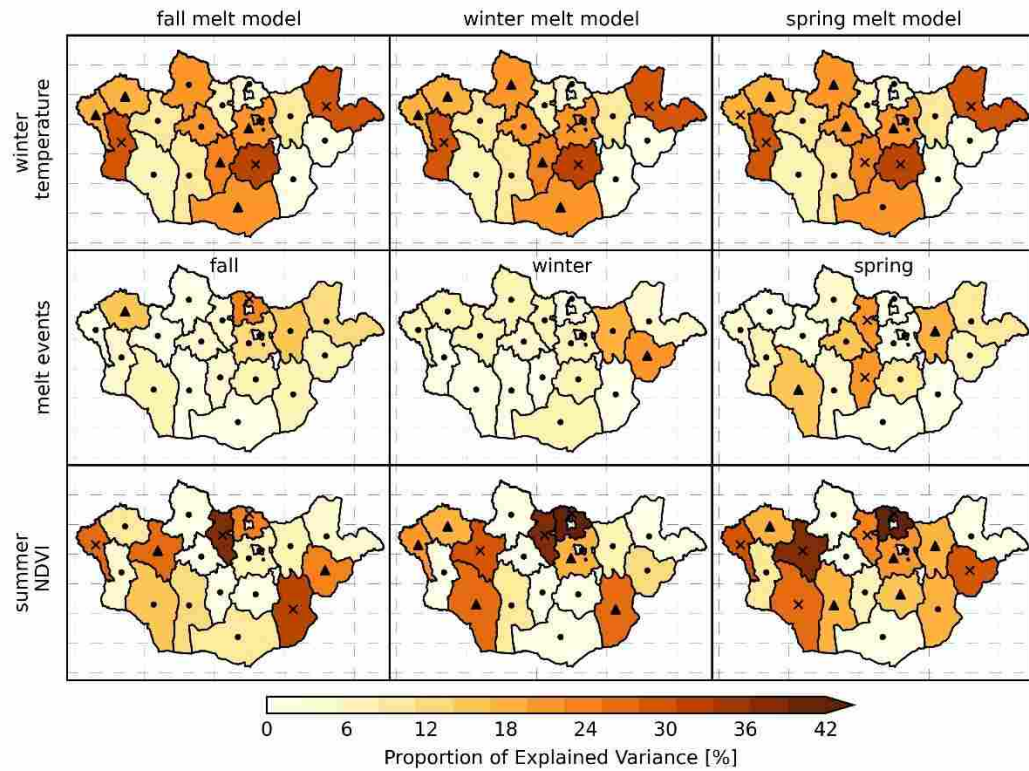 fall melt model
winter melt model
spring melt model
winter
temperature
fall
winter
spring
melt events
summer
NDVI
0 6 12 18 24 30 36 42
Proportion of Explained Variance [%]